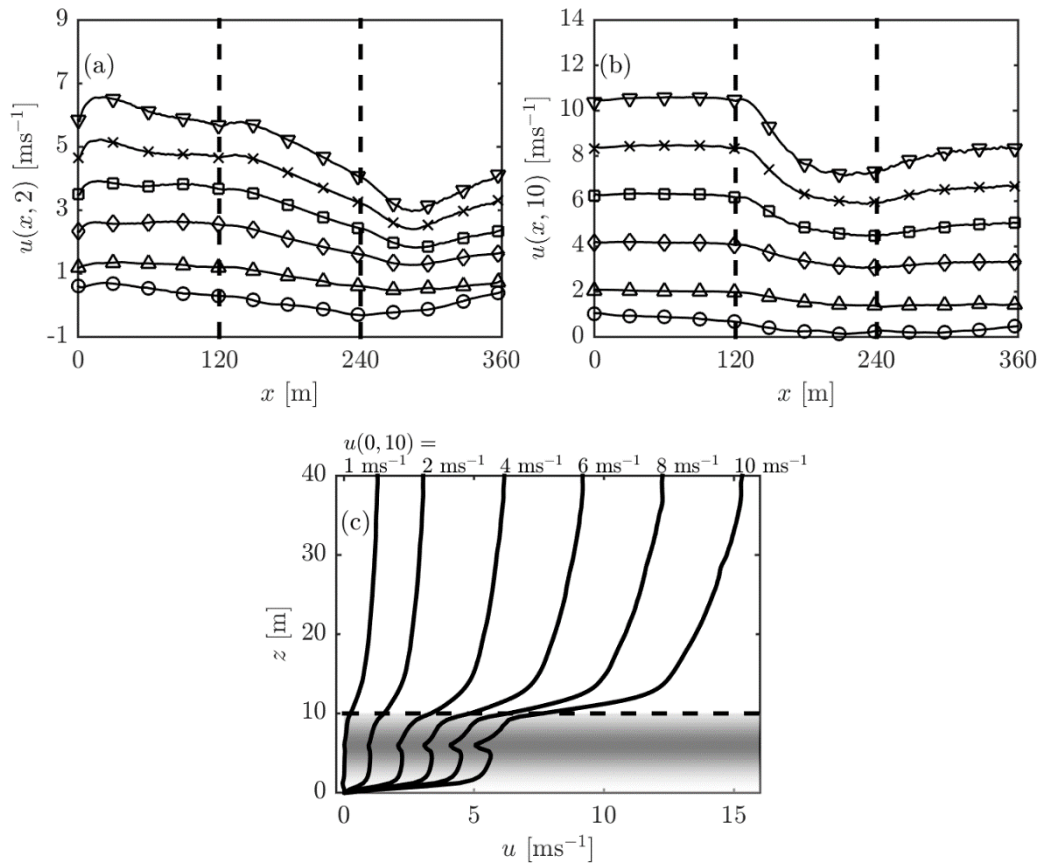 9
7
5
3
1
-1
u(x, 2) [ms⁻¹]
(a)
0 120 240 360
x [m]
14
12
10
8
6
4
2
0
u(x, 10) [ms⁻¹]
(b)
0 120 240 360
x [m]
u(0, 10) =
1 ms⁻¹ 2 ms⁻¹ 4 ms⁻¹ 6 ms⁻¹ 8 ms⁻¹ 10 ms⁻¹
40
30
20
10
0
z [m]
(c)
0 5 10 15
u [ms⁻¹]